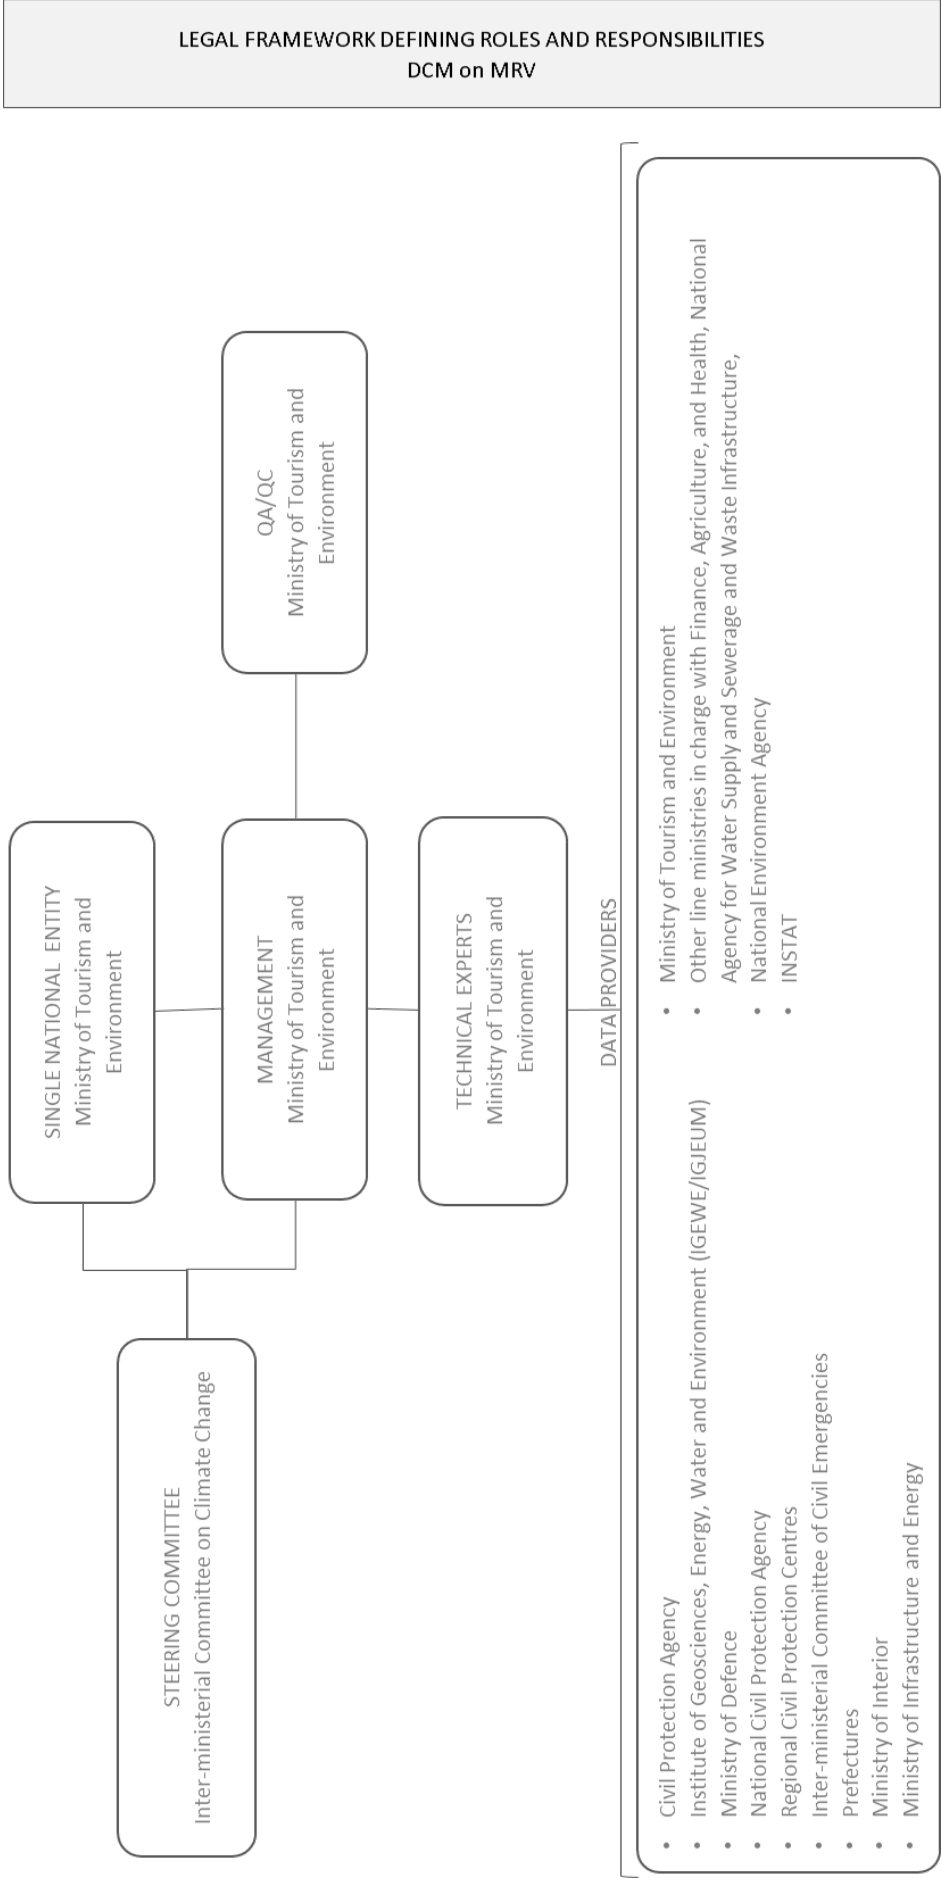 LEGAL FRAMEWORK DEFINING ROLES AND RESPONSIBILITIES
DCM on MRV
STEERING COMMITTEE
Inter-ministerial Committee on Climate Change
SINGLE NATIONAL ENTITY
Ministry of Tourism and
Environment
MANAGEMENT
Ministry of Tourism and
Environment
QA/QC
Ministry of Tourism and
Environment
TECHNICAL EXPERTS
Ministry of Tourism and
Environment
DATA PROVIDERS
• Civil Protection Agency
• Institute of Geosciences, Energy, Water and Environment (IGEWE/IGJEUM)
• Ministry of Defence
• National Civil Protection Agency
• Regional Civil Protection Centres
• Inter-ministerial Committee of Civil Emergencies
• Prefectures
• Ministry of Interior
• Ministry of Infrastructure and Energy
• Ministry of Tourism and Environment
• Other line ministries in charge with Finance, Agriculture, and Health, National
Agency for Water Supply and Sewerage and Waste Infrastructure,
• National Environment Agency
• INSTAT